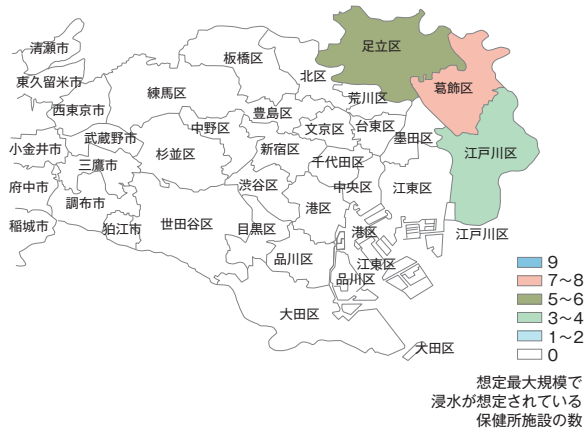 足立区
清瀬市
板橋区
北区
東久留米市
葛飾区
練馬区
荒川区
西東京市
豊島区
中野区
文京区
台東区
武蔵野市
墨田区
小金井市
杉並区
新宿区
江戸川区
三鷹市
千代田区
府中市
渋谷区
中央区
江東区
調布市
港区
稲城市
狛江市
世田谷区
目黒区
港区
江戸川区
品川区
江東区
品川区
大田区
大田区
9
7〜8
5〜6
3〜4
1〜2
0
想定最大規模で
浸水が想定されている
保健所施設の数